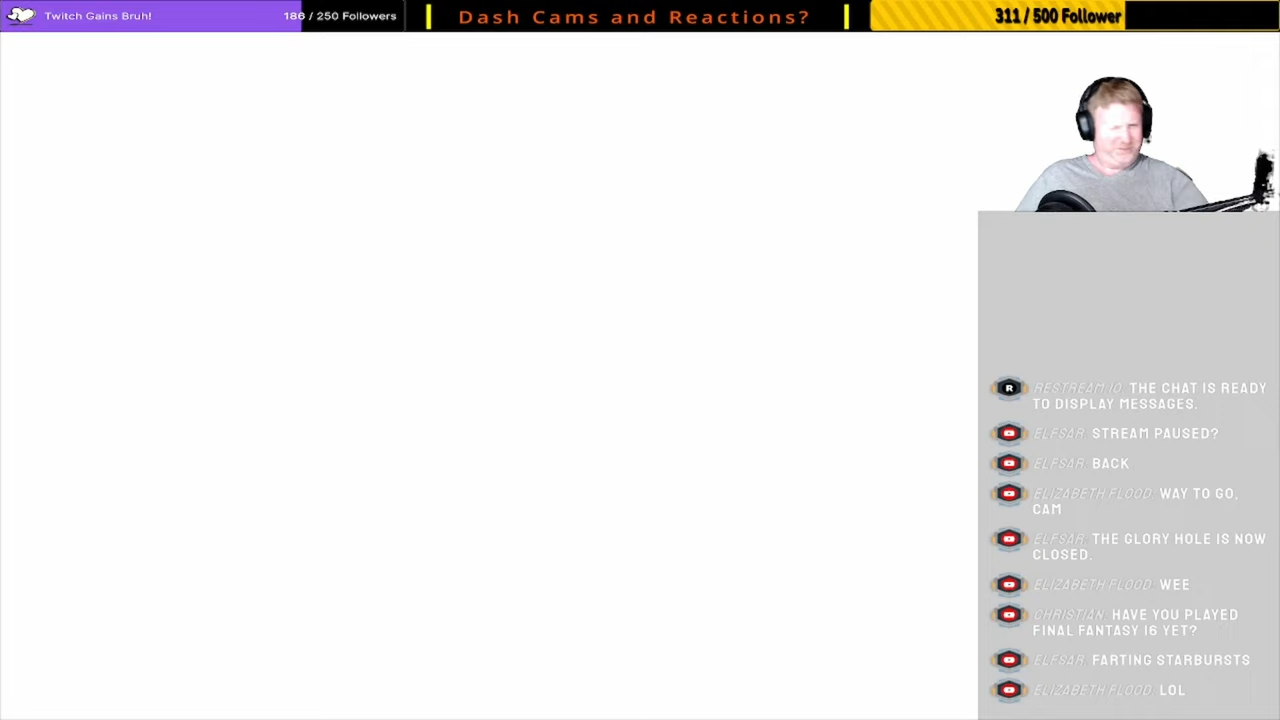 Twitch Gains Bruh!
186 / 250 Followers
Dash Cams and Reactions?
311 / 500 Follower
RESTREAM.IO: THE CHAT IS READY
TO DISPLAY MESSAGES.
ELFSAR: STREAM PAUSED?
ELFSAR: BACK
ELIZABETH FLOOD: WAY TO GO,
CAM
ELFSAR: THE GLORY HOLE IS NOW
CLOSED.
ELIZABETH FLOOD: WEE
CHRISTIAN: HAVE YOU PLAYED
FINAL FANTASY 16 YET?
ELFSAR: FARTING STARBURSTS
ELIZABETH FLOOD: LOL